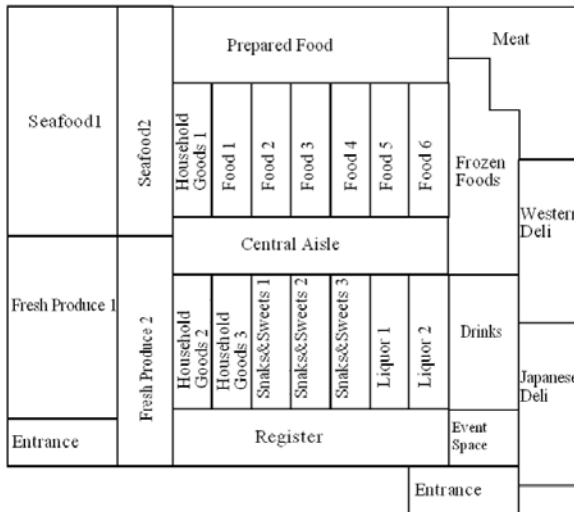 Meat
Prepared Food
Seafood1
Seafood2
Household
Goods 1
Food 1
Food 2
Food 3
Food 4
Food 5
Food 6
Frozen
Foods
Western
Deli
Central Aisle
Fresh Produce 1
Fresh Produce 2
Household
Goods 2
Household
Goods 3
Snaks&Sweets 1
Snaks&Sweets 2
Snaks&Sweets 3
Liquor 1
Liquor 2
Drinks
Japanese
Deli
Entrance
Register
Event
Space
Entrance